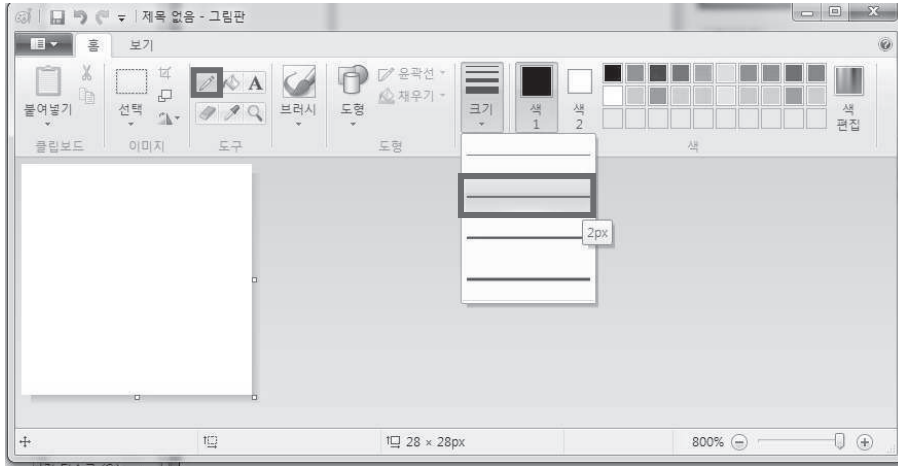 제목 없음 - 그림판
홈 보기
붙여넣기 선택 A 브러시 도형 윤곽선 채우기 크기 색 1 색 2 색 편집
클립보드 이미지 도구 도형 색
2px
28 × 28px 800%